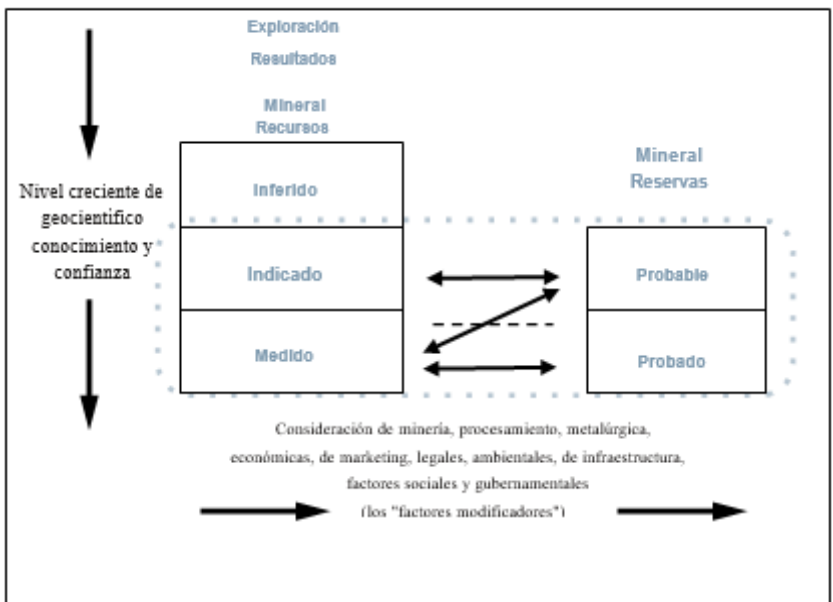 Exploración
Resultados
Mineral
Recursos
Mineral
Reservas
Inferido
Nivel creciente de
geocientífico
conocimiento y
confianza
Indicado
Probable
Medido
Probado
Consideración de minería, procesamiento, metalúrgica,
económicas, de marketing, legales, ambientales, de infraestructura,
factores sociales y gubernamentales
(los "factores modificadores")